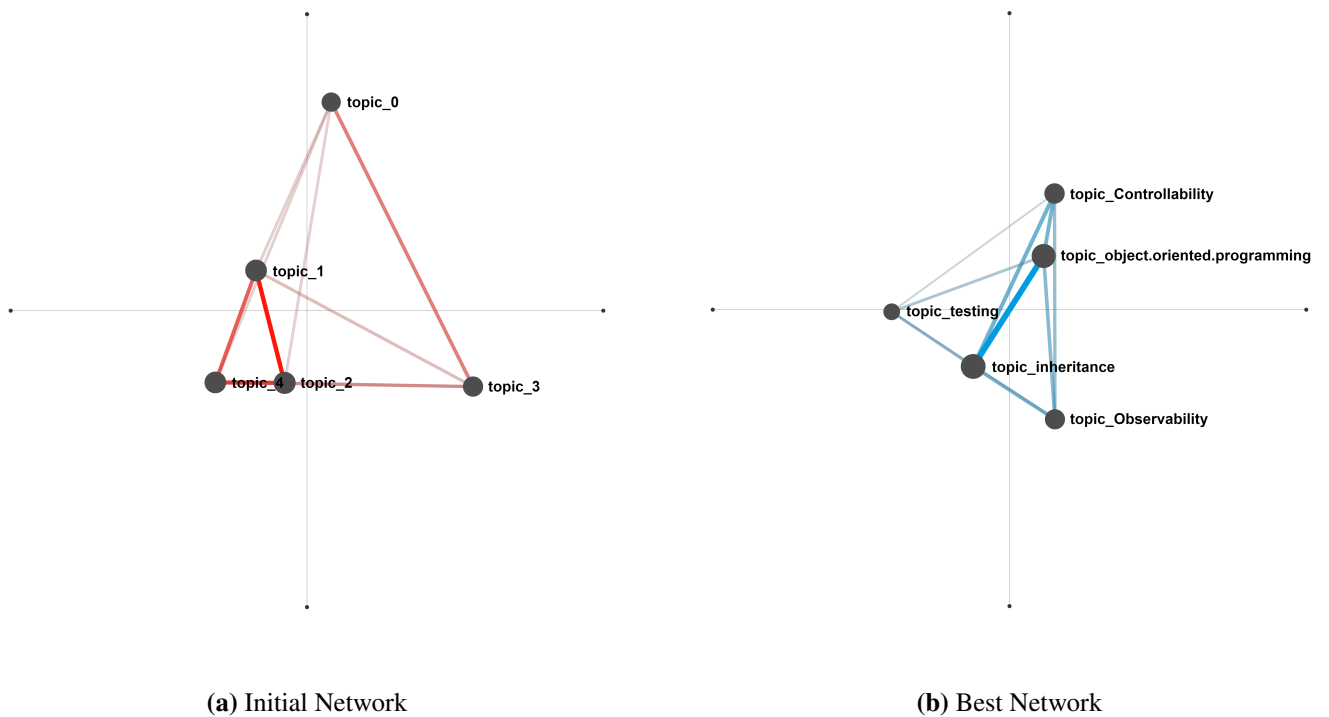 topic_0
topic_1
topic_4
topic_2
topic_3
(a) Initial Network
topic_Controllability
topic_object.oriented.programming
topic_testing
topic_inheritance
topic_Observability
(b) Best Network